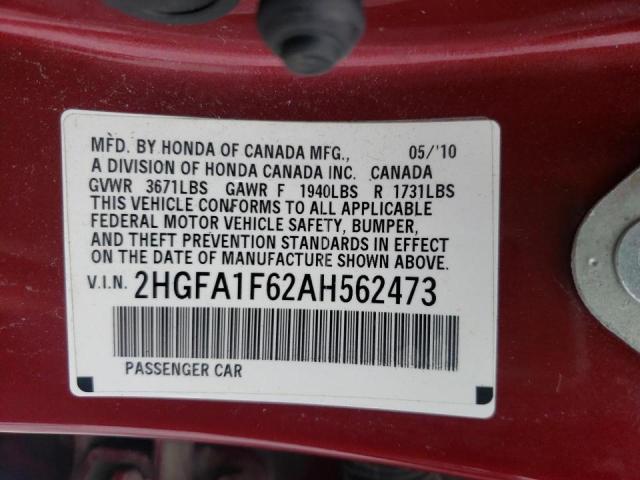 MFD. BY HONDA OF CANADA MFG., 05/'10
A DIVISION OF HONDA CANADA INC. CANADA
GVWR 3671LBS GAWR F 1940LBS R 1731LBS
THIS VEHICLE CONFORMS TO ALL APPLICABLE
FEDERAL MOTOR VEHICLE SAFETY, BUMPER,
AND THEFT PREVENTION STANDARDS IN EFFECT
ON THE DATE OF MANUFACTURE SHOWN ABOVE.
V.I.N. 2HGFA1F62AH562473
PASSENGER CAR